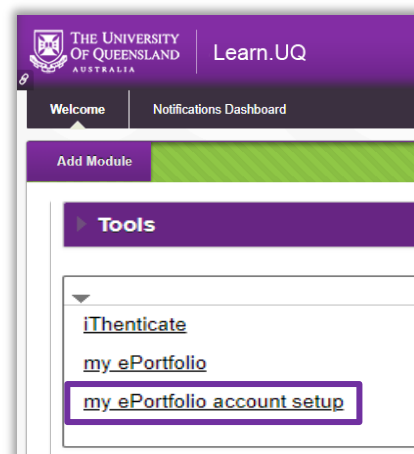 THE UNIVERSITY
OF QUEENSLAND
AUSTRALIA
Learn.UQ
Welcome
Notifications Dashboard
Add Module
Tools
iThenticate
my ePortfolio
my ePortfolio account setup